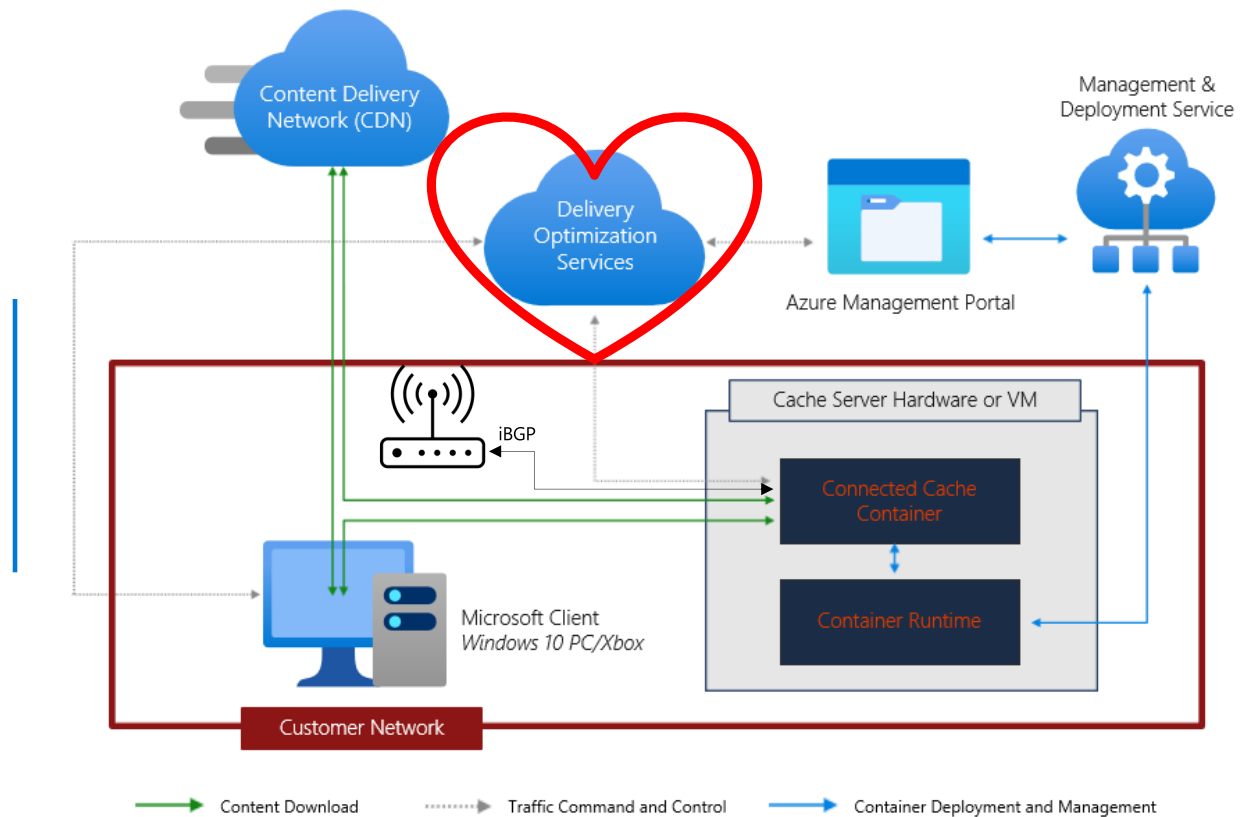 Content Delivery
Network (CDN)
Management &
Deployment Service
Delivery
Optimization
Services
Azure Management Portal
Cache Server Hardware or VM
iBGP
Connected Cache
Container
Container Runtime
Microsoft Client
Windows 10 PC/Xbox
Customer Network
Content Download
Traffic Command and Control
Container Deployment and Management